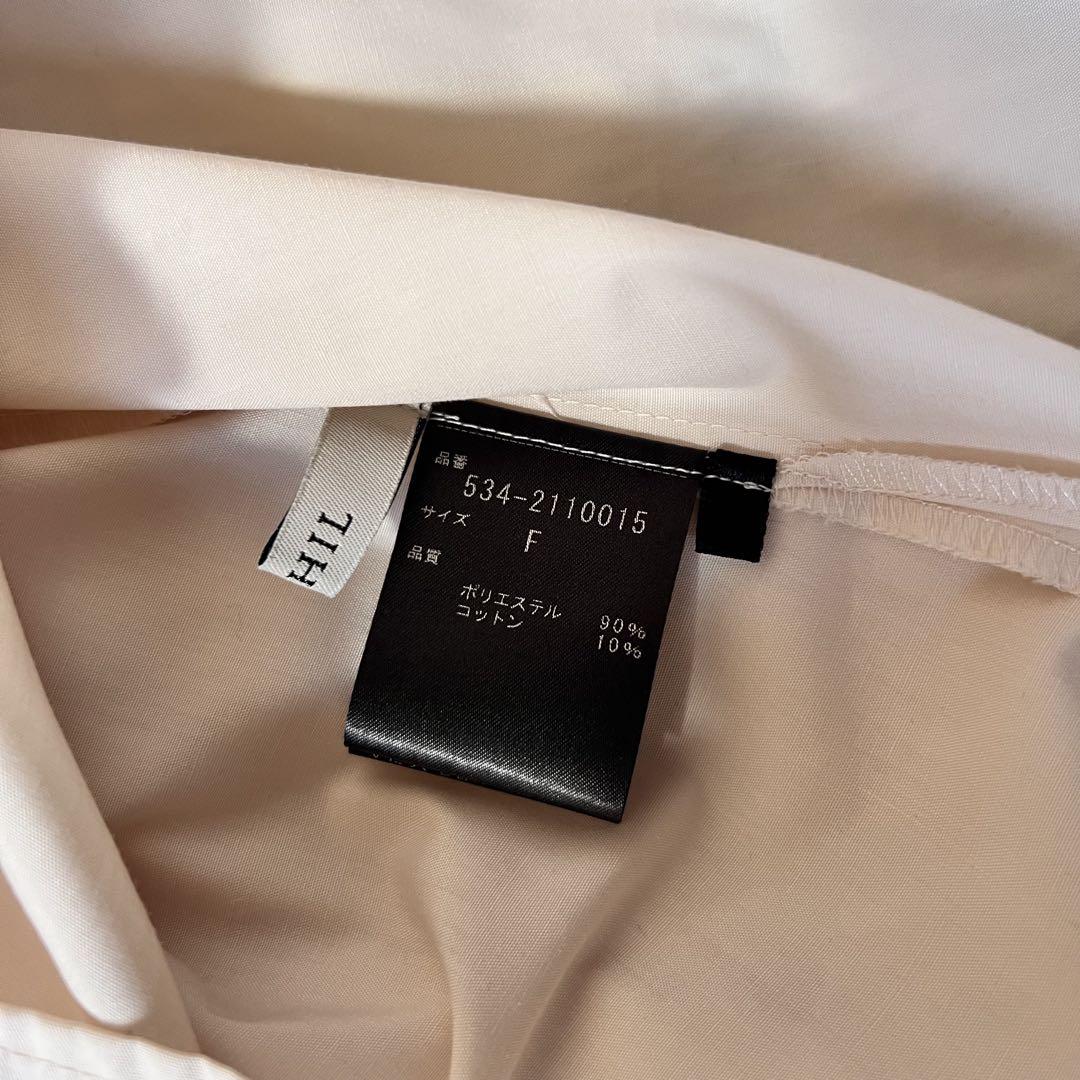 品番
534-2110015
サイズ
F
品質
ポリエステル 90%
コットン 10%
HIL